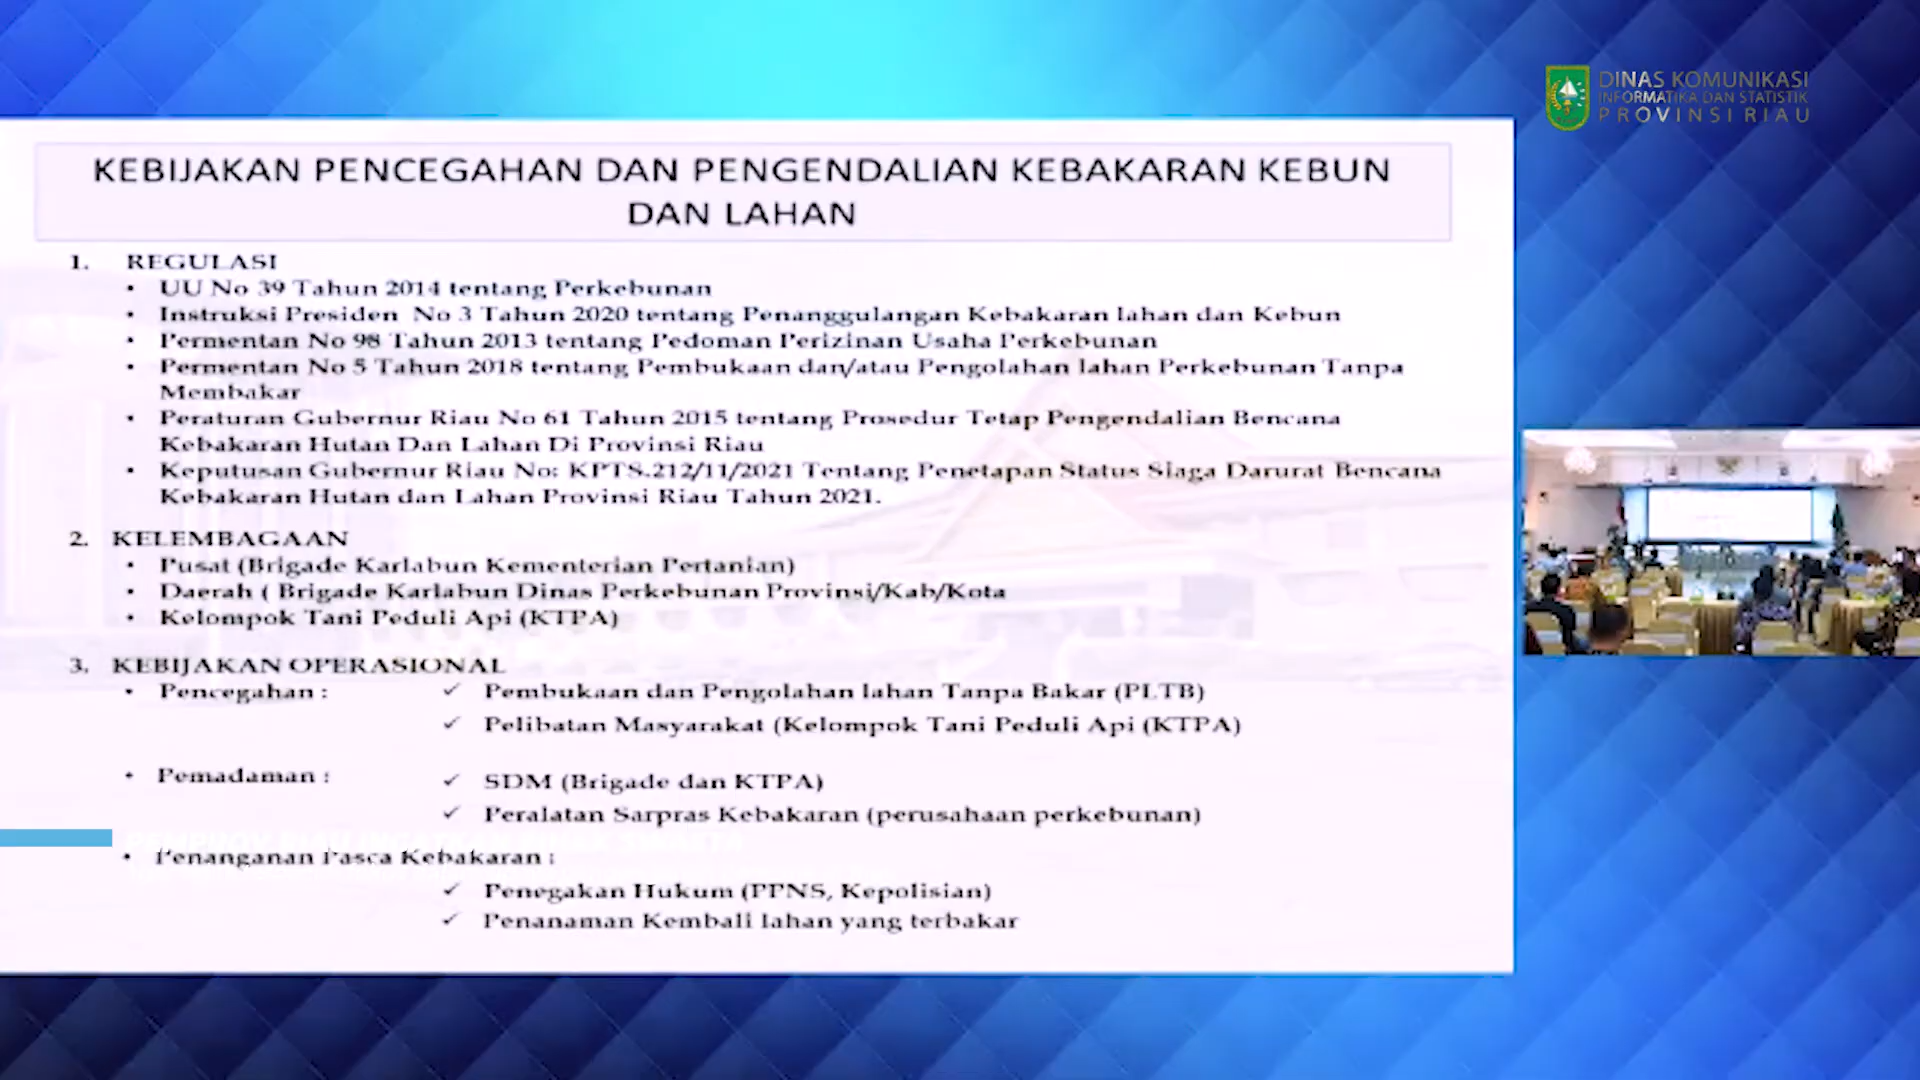 DINAS KOMUNIKASI
INFORMATIKA DAN STATISTIK
PROVINSI RIAU
KEBIJAKAN PENCEGAHAN DAN PENGENDALIAN KEBAKARAN KEBUN
DAN LAHAN
1. REGULASI
• UU No 39 Tahun 2014 tentang Perkebunan
• Instruksi Presiden No 3 Tahun 2020 tentang Penanggulangan Kebakaran lahan dan Kebun
• Permentan No 98 Tahun 2013 tentang Pedoman Perizinan Usaha Perkebunan
• Permentan No 5 Tahun 2018 tentang Pembukaan dan/atau Pengolahan lahan Perkebunan Tanpa
Membakar
• Peraturan Gubernur Riau No 61 Tahun 2015 tentang Prosedur Tetap Pengendalian Bencana
Kebakaran Hutan Dan Lahan Di Provinsi Riau
• Keputusan Gubernur Riau No: KPTS.212/11/2021 Tentang Penetapan Status Siaga Darurat Bencana
Kebakaran Hutan dan Lahan Provinsi Riau Tahun 2021.
2. KELEMBAGAAN
• Pusat (Brigade Karlabun Kementerian Pertanian)
• Daerah ( Brigade Karlabun Dinas Perkebunan Provinsi/Kab/Kota
• Kelompok Tani Peduli Api (KTPA)
3. KEBIJAKAN OPERASIONAL
• Pencegahan : ✓ Pembukaan dan Pengolahan lahan Tanpa Bakar (PLTB)
✓ Pelibatan Masyarakat (Kelompok Tani Peduli Api (KTPA)
• Pemadaman : ✓ SDM (Brigade dan KTPA)
✓ Peralatan Sarpras Kebakaran (perusahaan perkebunan)
• Penanganan Pasca Kebakaran :
✓ Penegakan Hukum (PPNS, Kepolisian)
✓ Penanaman Kembali lahan yang terbakar